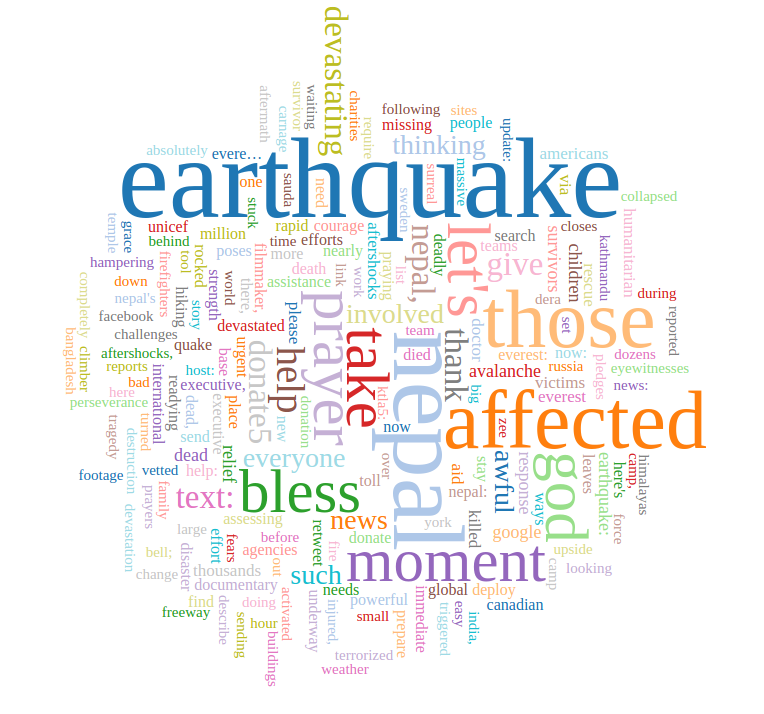 devastating
aftermath
carnage
survivor
waiting
charities
require
following
sites
missing
people
update:
absolutely
evere…
thinking
americans
earthquake
one
sauda
need
stuck
sweden
surreal
massive
via
collapsed
temple
grace
unicef
behind
million
rapid
courage
time
efforts
more
nearly
aftershocks
nepal,
deadly
let's
teams
search
give
survivors
closes
children
rescue
kathmandu
humanitarian
hampering
firefighters
tool
rocked
poses
filmmaker,
death
assistance
link
work
praying
list
down
nepal's
facebook
challenges
completely
hiking
story
strength
world
there,
devastated
please
prayer
involved
take
team
died
nepal
thank
doctor
dera
those
set
during
reported
bangladesh
climber
aftershocks,
reports
bad
here
perseverance
quake
host:
executive,
international
readying
dead,
base
urgent
donate5
help
everest:
now:
dozens
eyewitnesses
avalanche
russia
victims
everest
pledges
news:
big
ktla5:
now
affected
tragedy
turned
destruction
send
executive
place
new
donation
zee
dead
relief
everyone
over
toll
footage
vetted
help:
family
prayers
text:
bless
aid
nepal:
stay
awful
response
ways
god
leaves
earthquake:
here's
camp,
himalayas
force
devastation
large
assessing
effort
fears
before
agencies
retweet
news
fire
donate
york
killed
google
upside
moment
bell;
change
disaster
thousands
documentary
out
such
needs
camp
looking
find
freeway
describe
doing
sending
hour
buildings
activated
underway
injured,
powerful
small
prepare
immediate
global
triggered
easy
india,
deploy
canadian
terrorized
weather